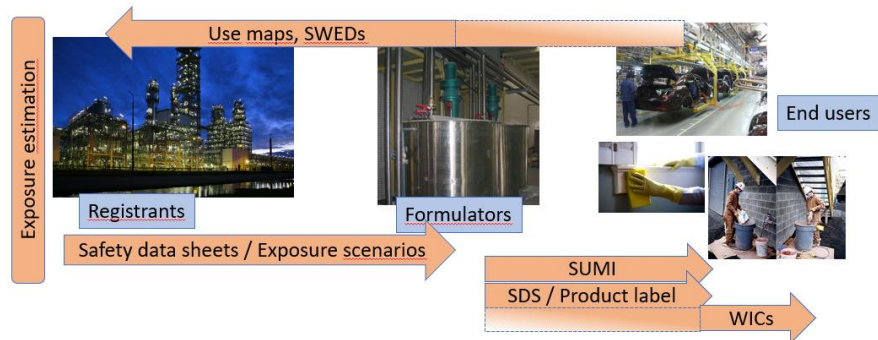 Use maps, SWEDs
Exposure estimation
End users
Registrants
Formulators
Safety data sheets / Exposure scenarios
SUMI
SDS / Product label
WICs